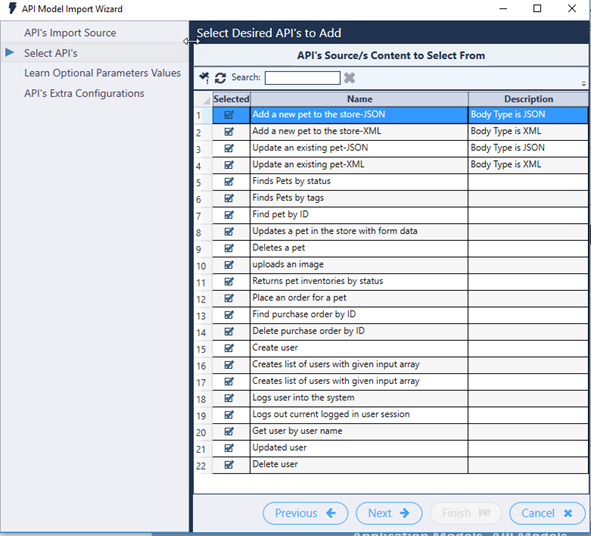 API Model Import Wizard
API's Import Source
Select API's
Learn Optional Parameters Values
API's Extra Configurations
Select Desired API's to Add
API's Source/s Content to Select From
Search:
Selected Name Description
1 Add a new pet to the store-JSON Body Type is JSON
2 Add a new pet to the store-XML Body Type is XML
3 Update an existing pet-JSON Body Type is JSON
4 Update an existing pet-XML Body Type is XML
5 Finds Pets by status
6 Finds Pets by tags
7 Find pet by ID
8 Updates a pet in the store with form data
9 Deletes a pet
10 uploads an image
11 Returns pet inventories by status
12 Place an order for a pet
13 Find purchase order by ID
14 Delete purchase order by ID
15 Create user
16 Creates list of users with given input array
17 Creates list of users with given input array
18 Logs user into the system
19 Logs out current logged in user session
20 Get user by user name
21 Updated user
22 Delete user
Previous Next Finish Cancel